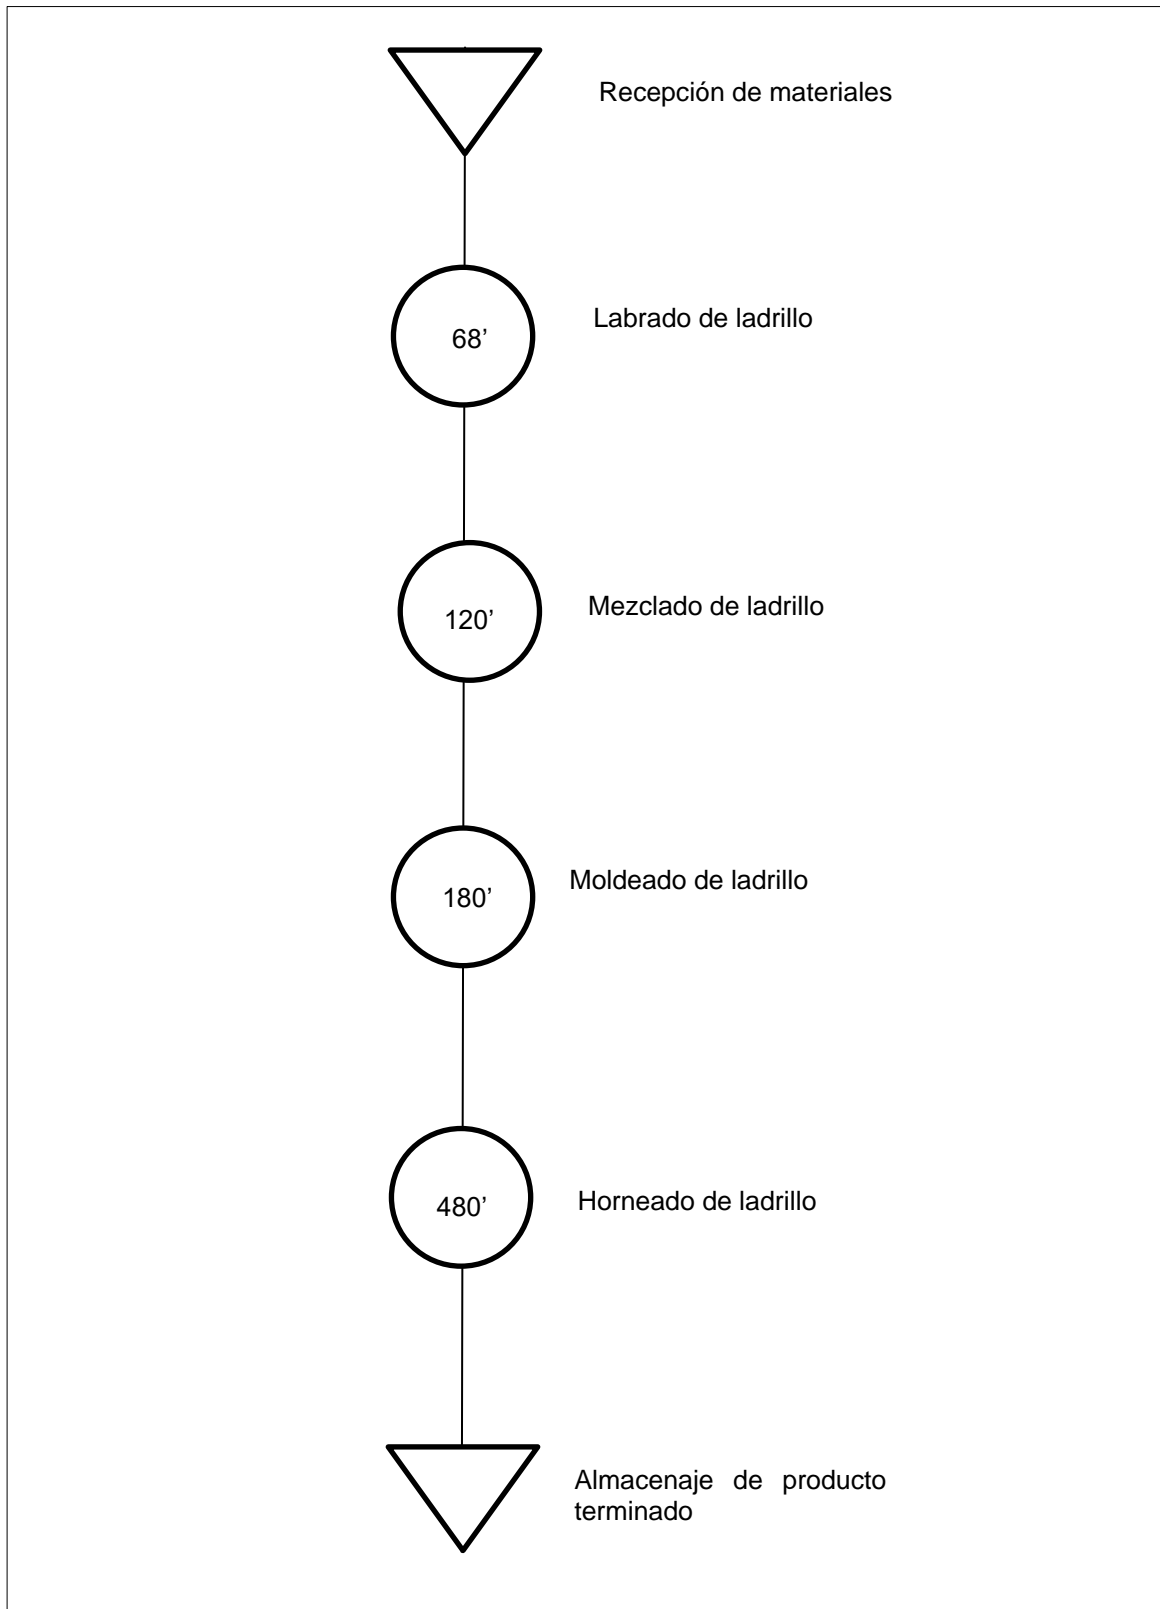 Recepción de materiales
68’
Labrado de ladrillo
120’
Mezclado de ladrillo
180’
Moldeado de ladrillo
480’
Horneado de ladrillo
Almacenaje de producto
terminado